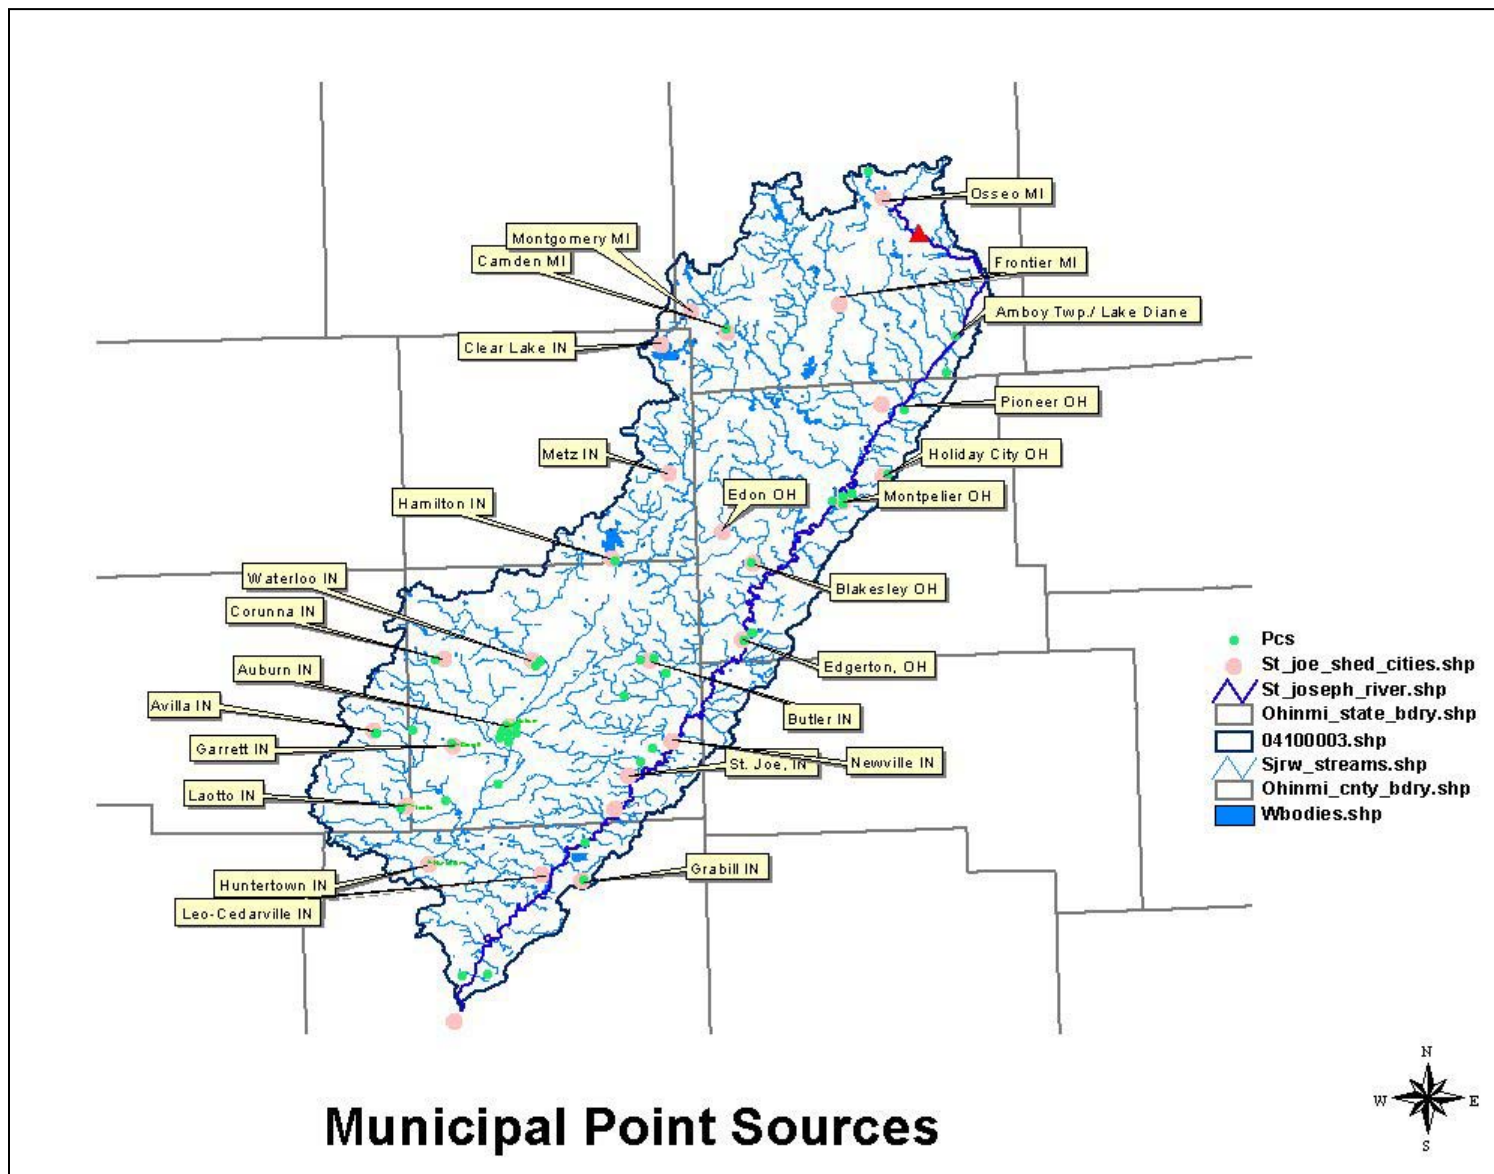 Osseo MI
Montgomery MI
Camden MI
Frontier MI
Amboy Twp./ Lake Diane
Clear Lake IN
Pioneer OH
Metz IN
Holiday City OH
Edon OH
Montpelier OH
Hamilton IN
Waterloo IN
Blakesley OH
Corunna IN
Auburn IN
Edgerton, OH
Avilla IN
Butler IN
Garrett IN
St. Joe, IN
Newville IN
Laotto IN
Grabill IN
Huntertown IN
Leo-Cedarville IN
Pcs
St_joe_shed_cities.shp
St_joseph_river.shp
Ohinmi_state_bdry.shp
04100003.shp
Sjrw_streams.shp
Ohinmi_cnty_bdry.shp
Wbodies.shp
N
W E
S
Municipal Point Sources